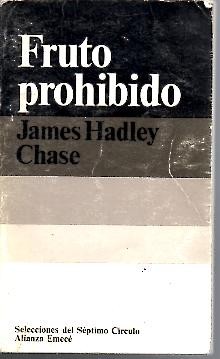 Fruto
prohibido
James Hadley
Chase
Selecciones del Séptimo Círculo
Alianza Emecé